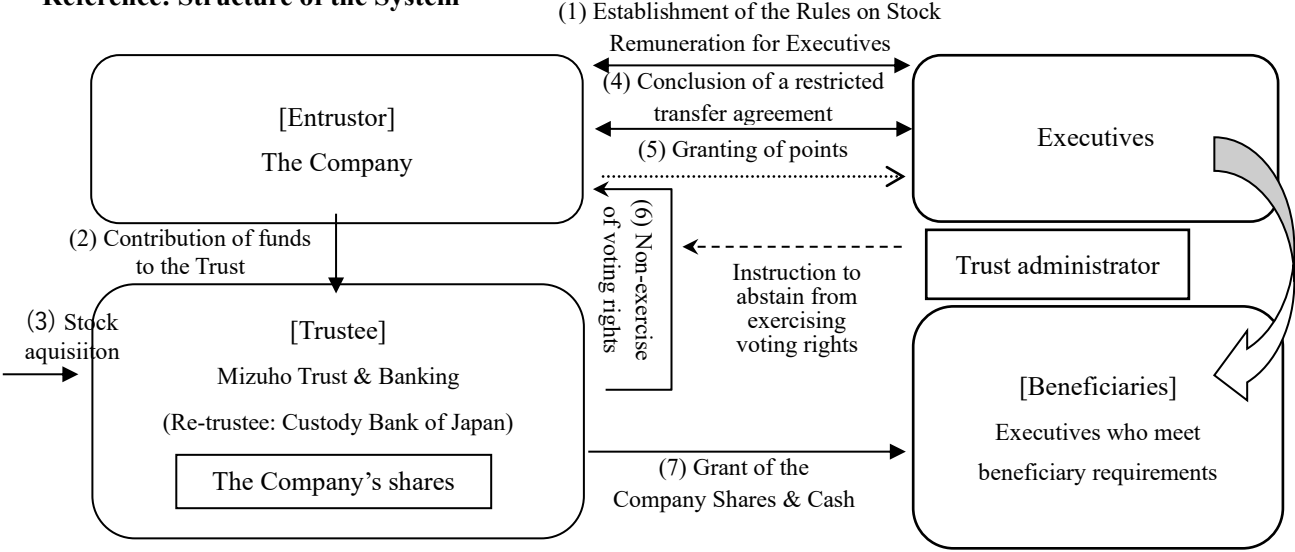 Reference: Structure of the System
(1) Establishment of the Rules on Stock
Remuneration for Executives
(4) Conclusion of a restricted
transfer agreement
(5) Granting of points
[Entrustor]
The Company
Executives
(2) Contribution of funds
to the Trust
(6) Non-exercise
of voting rights
Instruction to
abstain from
exercising
voting rights
Trust administrator
(3) Stock
aquisiiton
[Trustee]
Mizuho Trust & Banking
(Re-trustee: Custody Bank of Japan)
The Company’s shares
[Beneficiaries]
Executives who meet
beneficiary requirements
(7) Grant of the
Company Shares & Cash